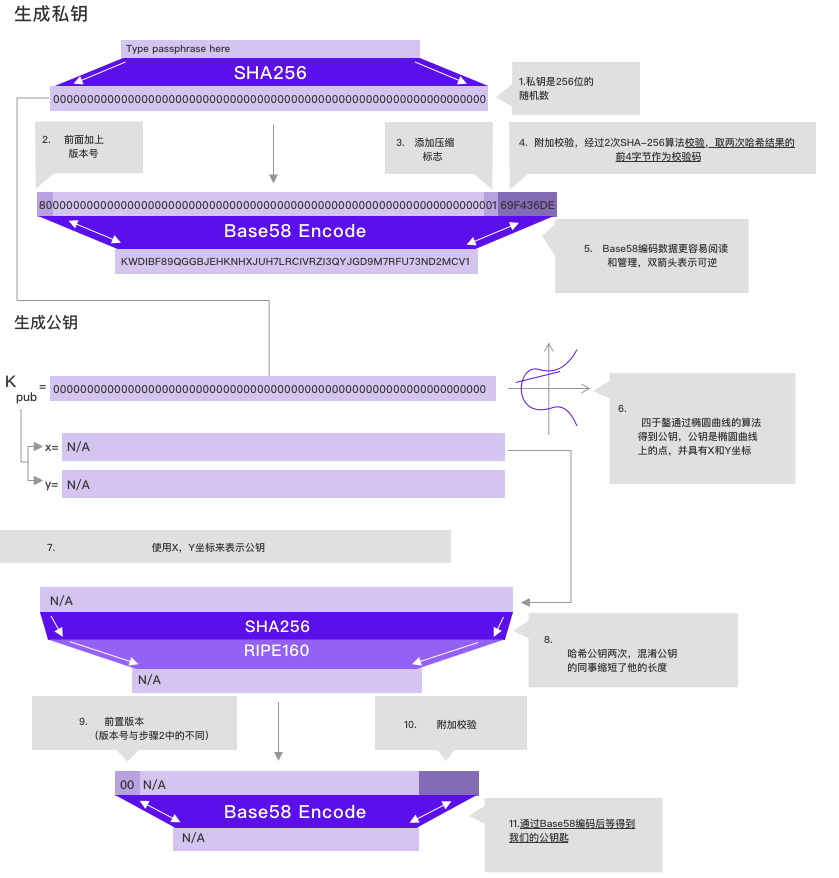 生成私钥
Type passphrase here
SHA256
0000000000000000000000000000000000000000000000000000000000000000
1.私钥是256位的
随机数
2. 前面加上
版本号
3. 添加压缩
标志
4. 附加校验，经过2次SHA-256算法校验，取两次哈希结果的
前4字节作为校验码
80 0000000000000000000000000000000000000000000000000000000000000000 01 69F436DE
Base58 Encode
KWDIBF89QGGBJEHKNHXJUH7LRCIVRZI3QYJGD9M7RFU73ND2MCV1
5. Base58编码数据更容易阅读
和管理，双箭头表示可逆
生成公钥
K pub = 0000000000000000000000000000000000000000000000000000000000000000
x= N/A
y= N/A
6.
四于鳌通过椭圆曲线的算法
得到公钥，公钥是椭圆曲线
上的点，并具有X和Y坐标
7. 使用X，Y坐标来表示公钥
N/A
SHA256
RIPE160
N/A
8.
哈希公钥两次，混淆公钥
的同事缩短了他的长度
9. 前置版本
（版本号与步骤2中的不同）
10. 附加校验
00 N/A
Base58 Encode
N/A
11.通过Base58编码后等得到
我们的公钥匙